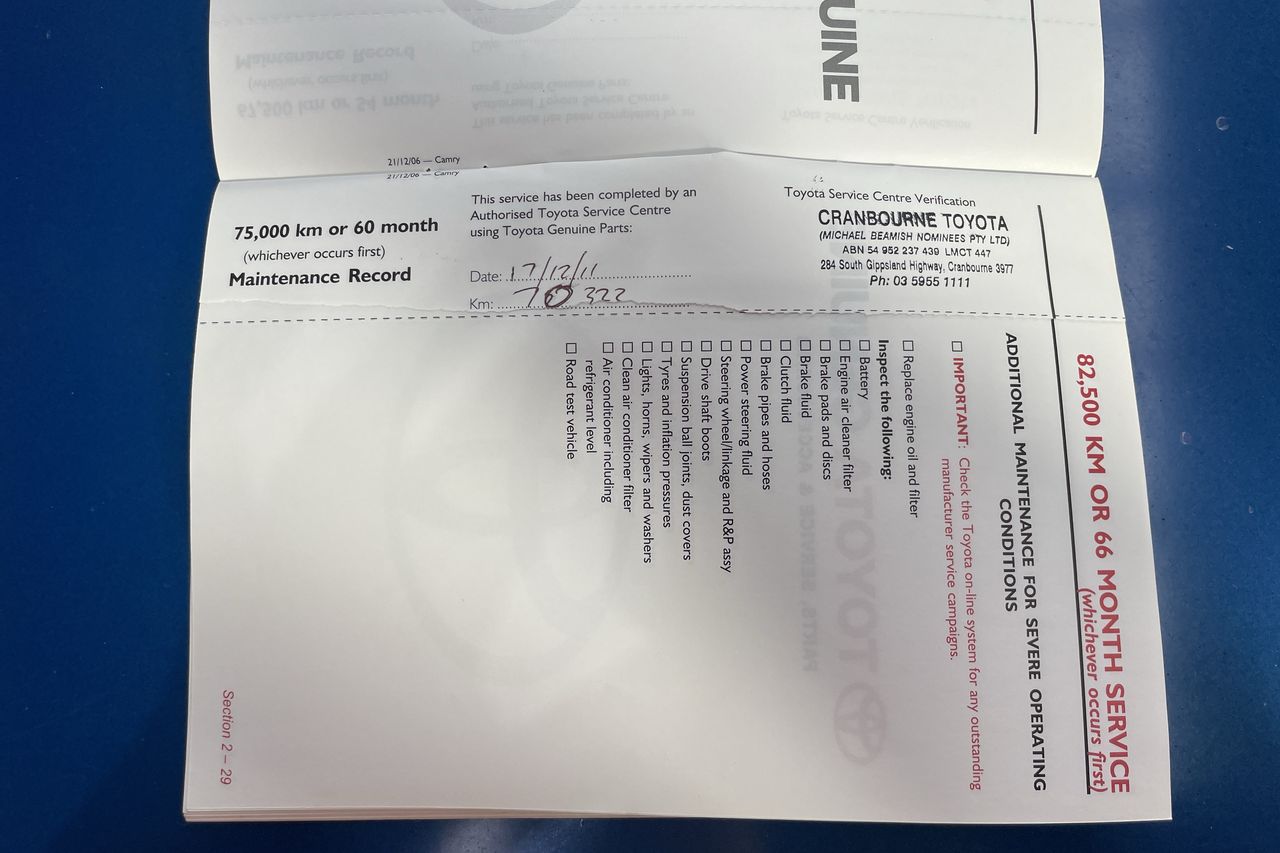 UINE
21/12/06 — Camry
21/12/06 — Camry
75,000 km or 60 month
(whichever occurs first)
Maintenance Record
This service has been completed by an
Authorised Toyota Service Centre
using Toyota Genuine Parts:
Date: 17/12/11
Km: 70 322
Toyota Service Centre Verification
CRANBOURNE TOYOTA
(MICHAEL BEAMISH NOMINEES PTY LTD)
ABN 54 952 237 439 LMCT 447
284 South Gippsland Highway, Cranbourne 3977
Ph: 03 5955 1111
82,500 KM OR 66 MONTH SERVICE
(whichever occurs first)
ADDITIONAL MAINTENANCE FOR SEVERE OPERATING
CONDITIONS
☐ IMPORTANT: Check the Toyota on-line system for any outstanding
manufacturer service campaigns.
☐ Replace engine oil and filter
Inspect the following:
☐ Battery
☐ Engine air cleaner filter
☐ Brake pads and discs
☐ Brake fluid
☐ Clutch fluid
☐ Brake pipes and hoses
☐ Power steering fluid
☐ Steering wheel/linkage and R&P assy
☐ Drive shaft boots
☐ Suspension ball joints, dust covers
☐ Tyres and inflation pressures
☐ Lights, horns, wipers and washers
☐ Clean air conditioner filter
☐ Air conditioner including
refrigerant level
☐ Road test vehicle
Section 2 – 29